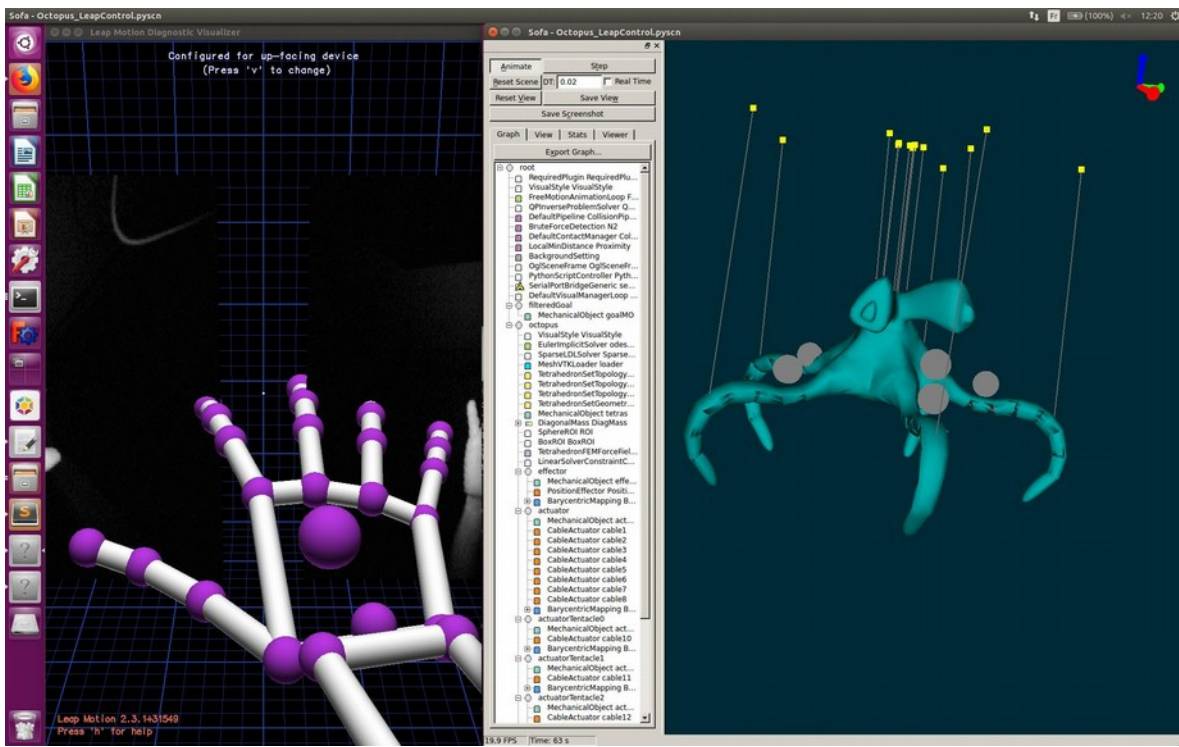 Sofa - Octopus_LeapControl.pyscn
Fr (100%) 12:20
Leap Motion Diagnostic Visualizer
Configured for up-facing device
(Press 'v' to change)
Leap Motion 2.3.1+31549
Press 'h' for help
Sofa - Octopus_LeapControl.pyscn
Animate Step
Reset Scene DT: 0.02 Real Time
Reset View Save View
Save Screenshot
Graph View Stats Viewer
Export Graph...
root
RequiredPlugin RequiredPlu...
VisualStyle VisualStyle
FreeMotionAnimationLoop F...
QPInverseProblemSolver Q...
DefaultPipeline CollisionPip...
BruteForceDetection N2
DefaultContactManager Col...
LocalMinDistance Proximity
BackgroundSetting
OglSceneFrame OglSceneFr...
PythonScriptController Pyth...
SerialPortBridgeGeneric se...
DefaultVisualManagerLoop ...
filteredGoal
MechanicalObject goalMO
octopus
VisualStyle VisualStyle
EulerImplicitSolver odes...
SparseLDLSolver Sparse...
MeshVTKLoader loader
TetrahedronSetTopology...
TetrahedronSetTopology...
TetrahedronSetTopology...
TetrahedronSetGeometr...
MechanicalObject tetras
DiagonalMass DiagMass
SphereROI ROI
BoxROI BoxROI
TetrahedronFEMForceFiel...
LinearSolverConstraintC...
effector
MechanicalObject effe...
PositionEffector Positi...
BarycentricMapping B...
actuator
MechanicalObject act...
CableActuator cable1
CableActuator cable2
CableActuator cable3
CableActuator cable4
CableActuator cable5
CableActuator cable6
CableActuator cable7
CableActuator cable8
BarycentricMapping B...
actuatorTentacle0
MechanicalObject act...
CableActuator cable10
BarycentricMapping B...
actuatorTentacle1
MechanicalObject act...
CableActuator cable11
BarycentricMapping B...
actuatorTentacle2
MechanicalObject act...
CableActuator cable12
19.9 FPS Time: 63 s